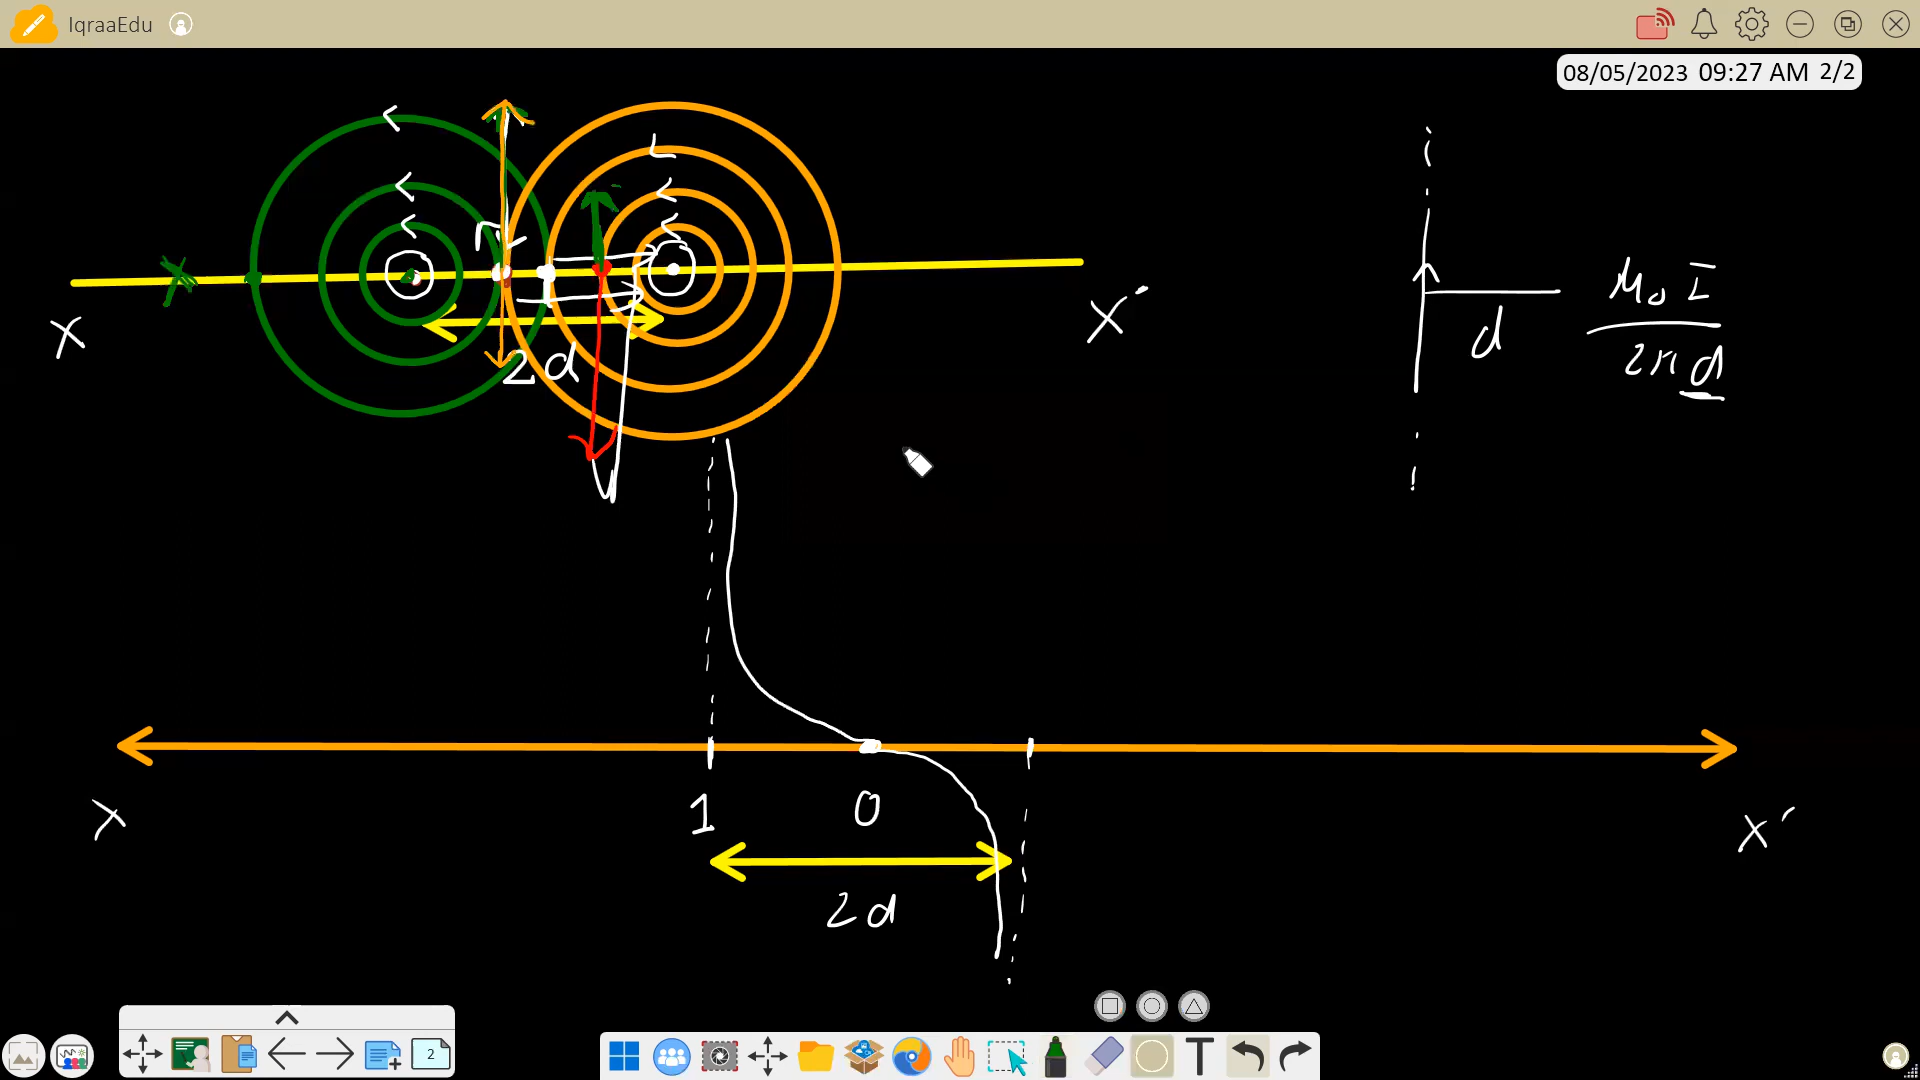 IqraaEdu
08/05/2023 09:27 AM 2/2
X
X'
2d
d
μ₀ I
2π d
1
0
X
X'
2d
2
T